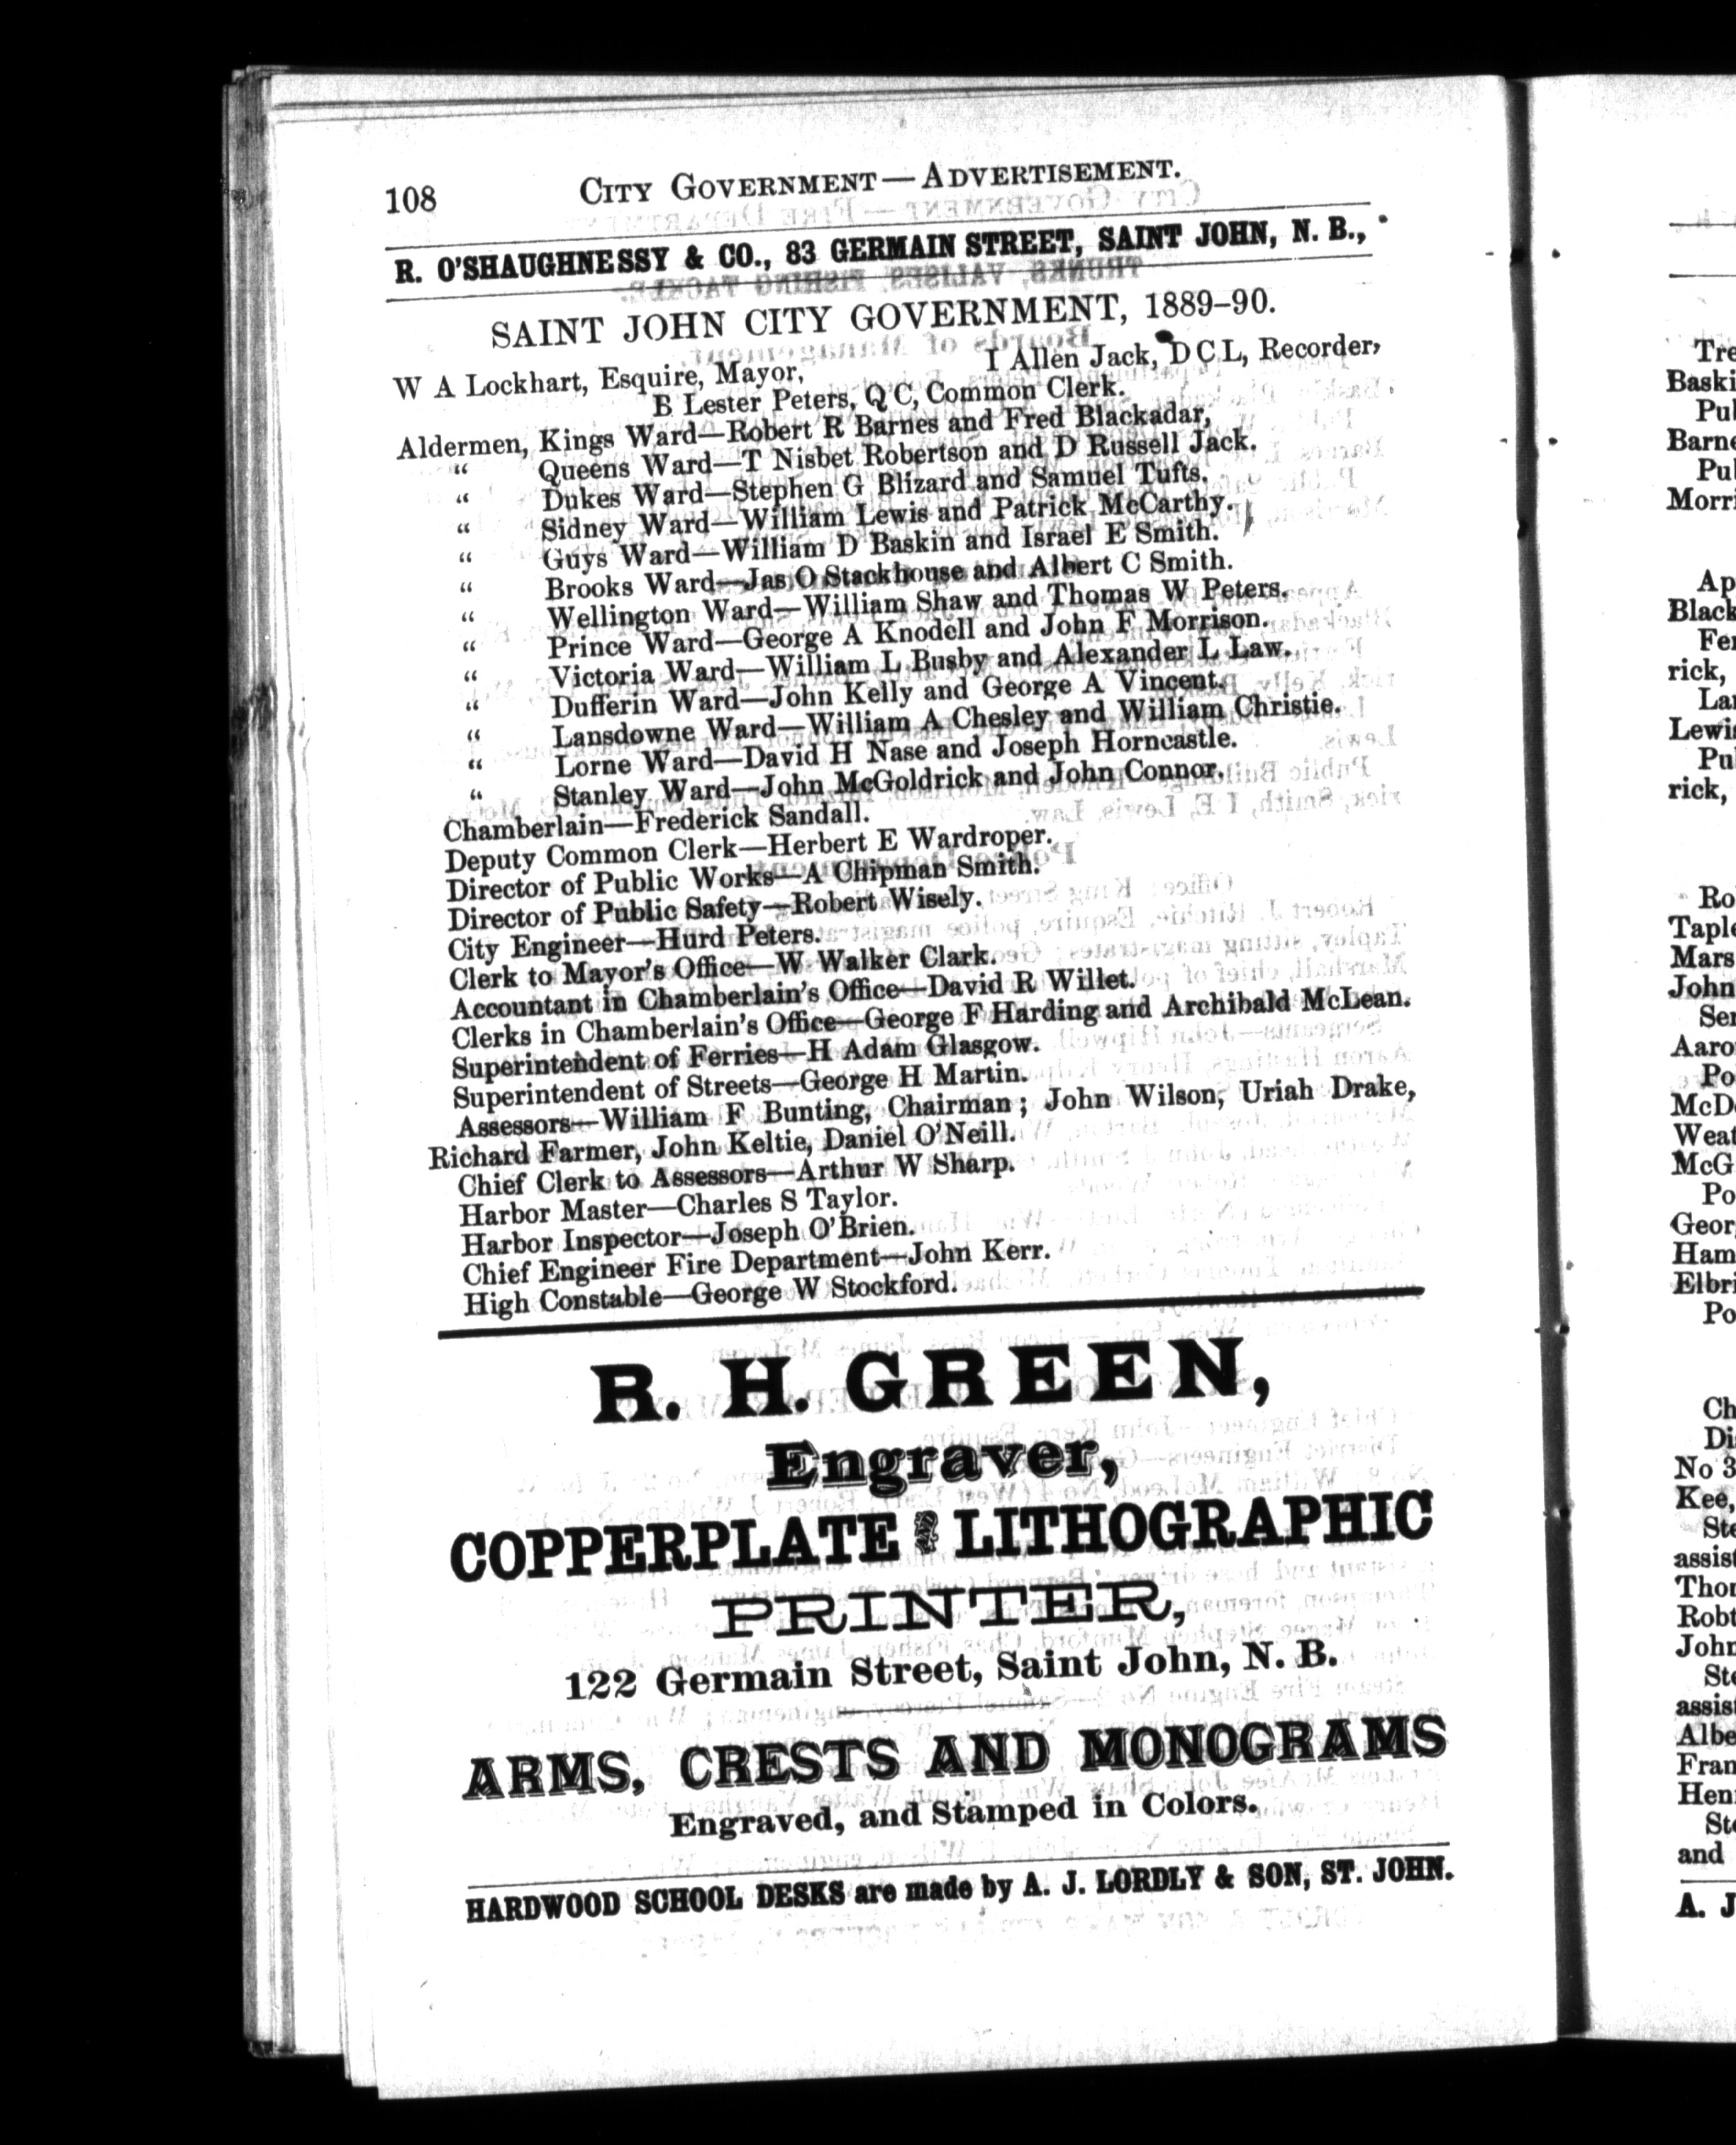 108 CITY GOVERNMENT—ADVERTISEMENT.
R. O'SHAUGHNESSY & CO., 83 GERMAIN STREET, SAINT JOHN, N. B.,
SAINT JOHN CITY GOVERNMENT, 1889-90.
W A Lockhart, Esquire, Mayor, I Allen Jack, D C L, Recorder,
B Lester Peters, Q C, Common Clerk.
Aldermen, Kings Ward—Robert R Barnes and Fred Blackadar,
“ Queens Ward—T Nisbet Robertson and D Russell Jack.
“ Dukes Ward—Stephen G Blizard and Samuel Tufts.
“ Sidney Ward—William Lewis and Patrick McCarthy.
“ Guys Ward—William D Baskin and Israel E Smith.
“ Brooks Ward—Jas O Stackhouse and Albert C Smith.
“ Wellington Ward—William Shaw and Thomas W Peters.
“ Prince Ward—George A Knodell and John F Morrison.
“ Victoria Ward—William L Busby and Alexander L Law.
“ Dufferin Ward—John Kelly and George A Vincent.
“ Lansdowne Ward—William A Chesley and William Christie.
“ Lorne Ward—David H Nase and Joseph Horncastle.
“ Stanley Ward—John McGoldrick and John Connor.
Chamberlain—Frederick Sandall.
Deputy Common Clerk—Herbert E Wardroper.
Director of Public Works—A Chipman Smith.
Director of Public Safety—Robert Wisely.
City Engineer—Hurd Peters.
Clerk to Mayor's Office—W Walker Clark.
Accountant in Chamberlain's Office—David R Willet.
Clerks in Chamberlain's Office—George F Harding and Archibald McLean.
Superintendent of Ferries—H Adam Glasgow.
Superintendent of Streets—George H Martin.
Assessors—William F Bunting, Chairman; John Wilson, Uriah Drake,
Richard Farmer, John Keltie, Daniel O'Neill.
Chief Clerk to Assessors—Arthur W Sharp.
Harbor Master—Charles S Taylor.
Harbor Inspector—Joseph O'Brien.
Chief Engineer Fire Department—John Kerr.
High Constable—George W Stockford.
R. H. GREEN,
Engraver,
COPPERPLATE AND LITHOGRAPHIC
PRINTER,
122 Germain Street, Saint John, N. B.
ARMS, CRESTS AND MONOGRAMS
Engraved, and Stamped in Colors.
HARDWOOD SCHOOL DESKS are made by A. J. LORDLY & SON, ST. JOHN.